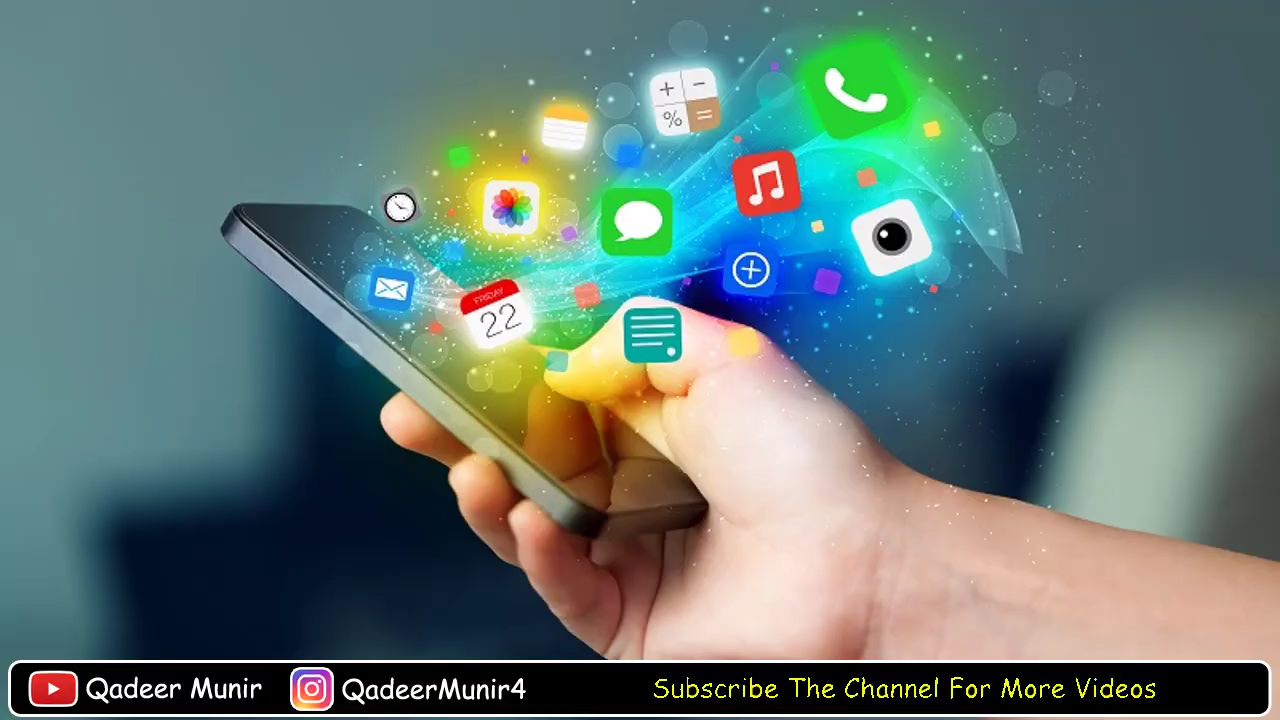 + −
% =
FRIDAY
22
Qadeer Munir QadeerMunir4 Subscribe The Channel For More Videos